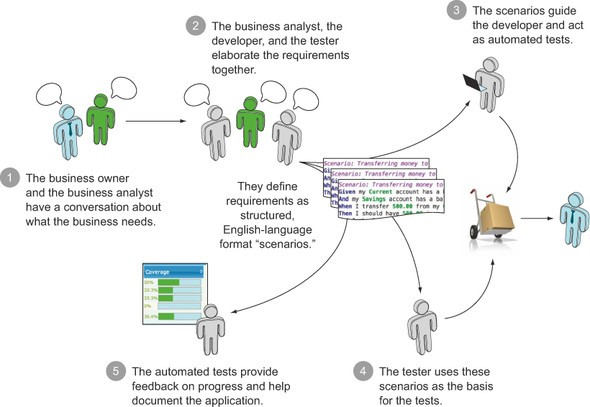 1 The business owner
and the business analyst
have a conversation about
what the business needs.
2 The business analyst, the
developer, and the tester
elaborate the requirements
together.
3 The scenarios guide
the developer and act
as automated tests.
They define
requirements as
structured,
English-language
format “scenarios.”
Scenario: Transferring money to
Scenario: Transferring money to
Scenario: Transferring money to
Given my Current account has a
And my Savings account has a ba
When I transfer 500.00 from my
Then I should have 500.00
Coverage
4 The tester uses these
scenarios as the basis
for the tests.
5 The automated tests provide
feedback on progress and help
document the application.